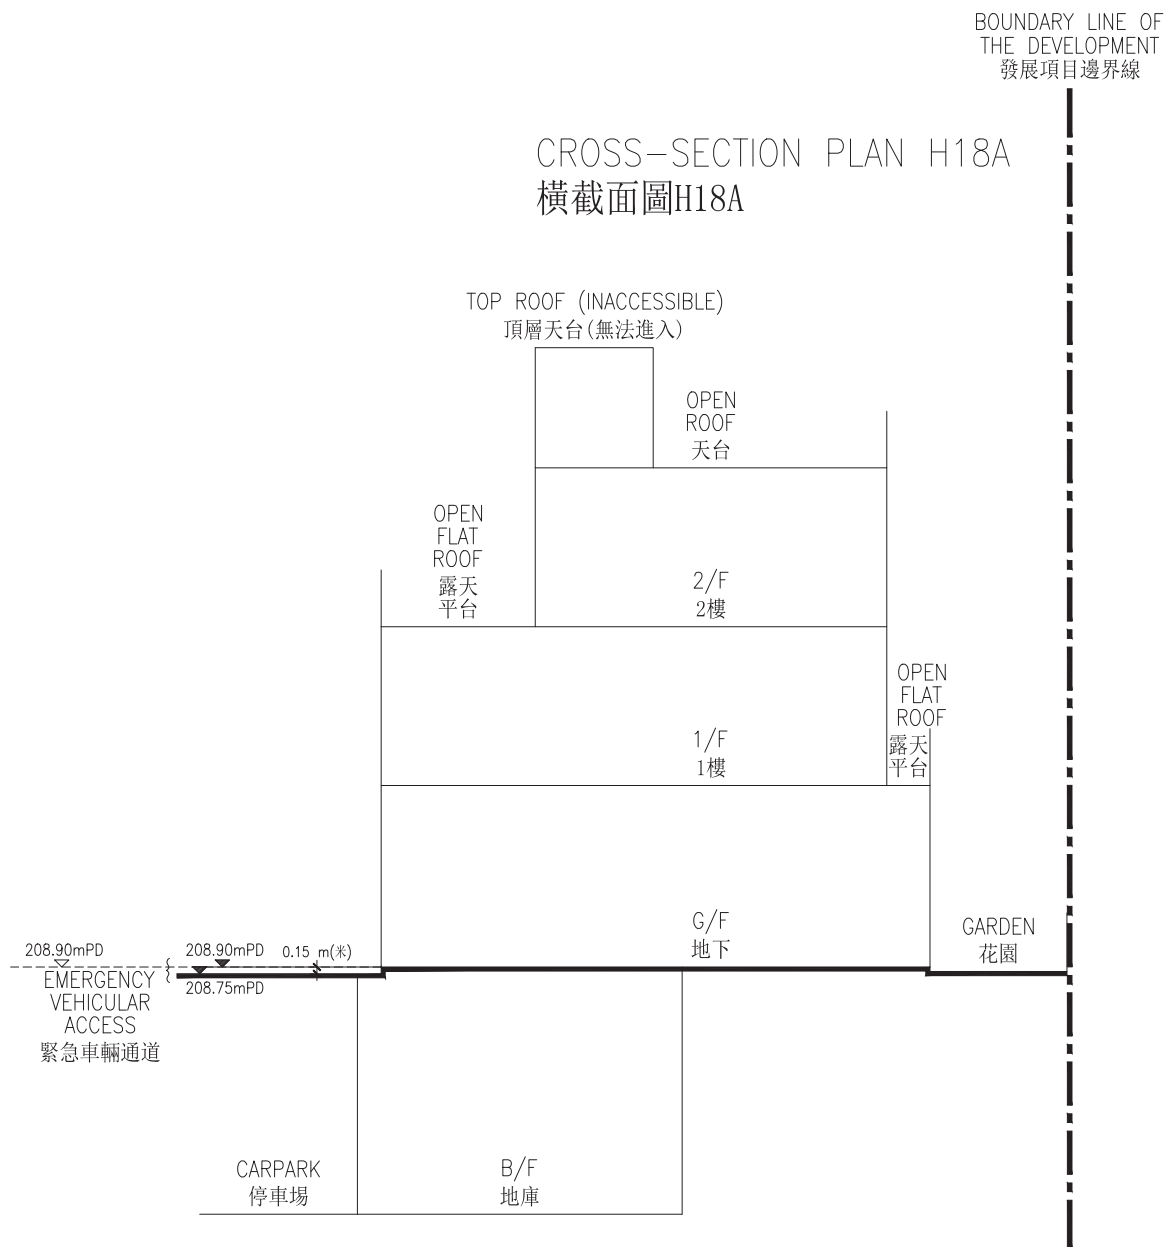 BOUNDARY LINE OF
THE DEVELOPMENT
發展項目邊界線
CROSS-SECTION PLAN H18A
橫截面圖H18A
TOP ROOF (INACCESSIBLE)
頂層天台(無法進入)
OPEN
ROOF
天台
OPEN
FLAT
ROOF
露天
平台
2/F
2樓
OPEN
FLAT
ROOF
露天
平台
1/F
1樓
G/F
地下
GARDEN
花園
208.90mPD
208.90mPD
0.15 m(米)
208.75mPD
EMERGENCY
VEHICULAR
ACCESS
緊急車輛通道
CARPARK
停車場
B/F
地庫